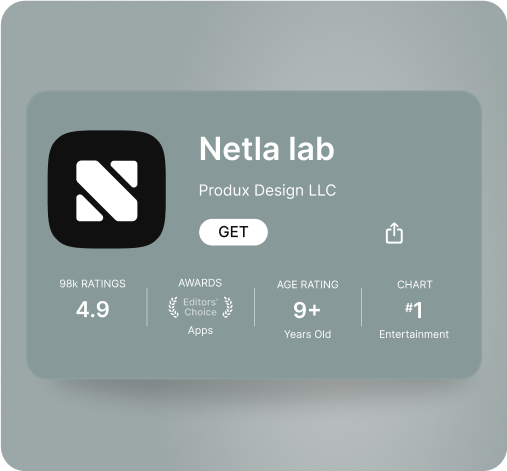 Netla lab
Produx Design LLC
GET
98k RATINGS
4.9
AWARDS
Editors'
Choice
Apps
AGE RATING
9+
Years Old
CHART
#1
Entertainment